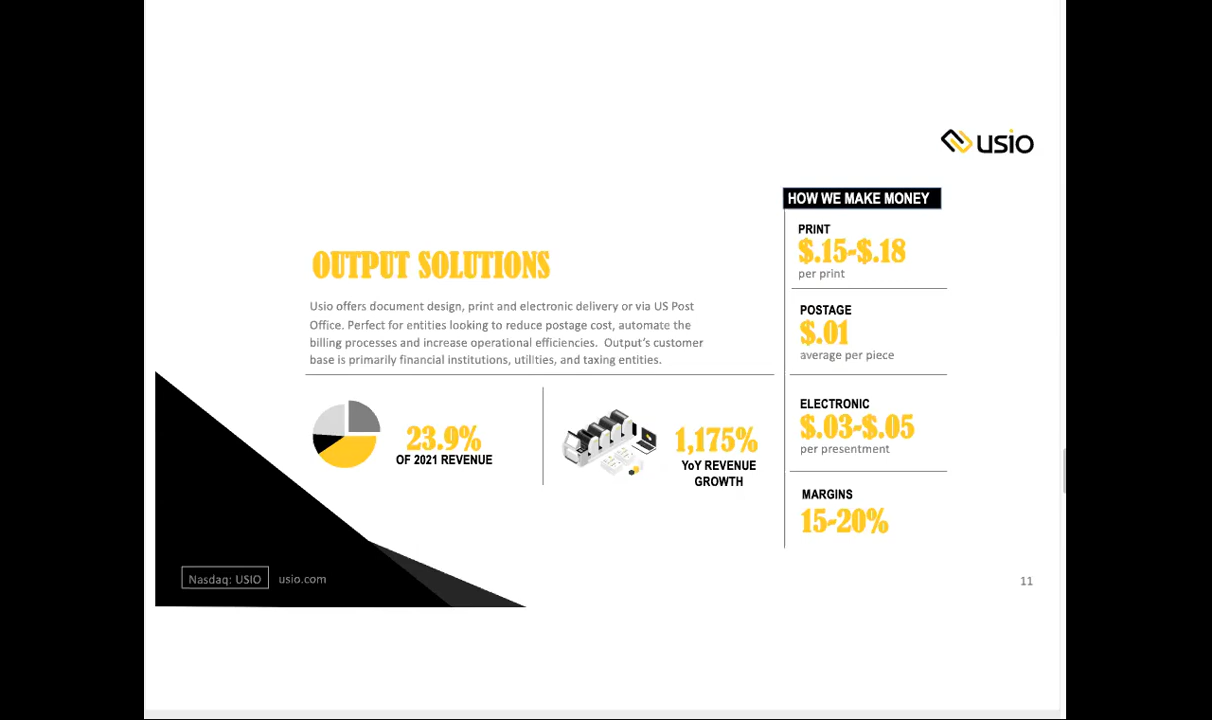 usio
HOW WE MAKE MONEY
PRINT
$.15-$.18
per print
OUTPUT SOLUTIONS
Usio offers document design, print and electronic delivery or via US Post
Office. Perfect for entities looking to reduce postage cost, automate the
billing processes and increase operational efficiencies. Output's customer
base is primarily financial institutions, utilities, and taxing entities.
POSTAGE
$.01
average per piece
ELECTRONIC
$.03-$.05
per presentment
23.9%
OF 2021 REVENUE
1,175%
YoY REVENUE
GROWTH
MARGINS
15-20%
Nasdaq: USIO usio.com
11